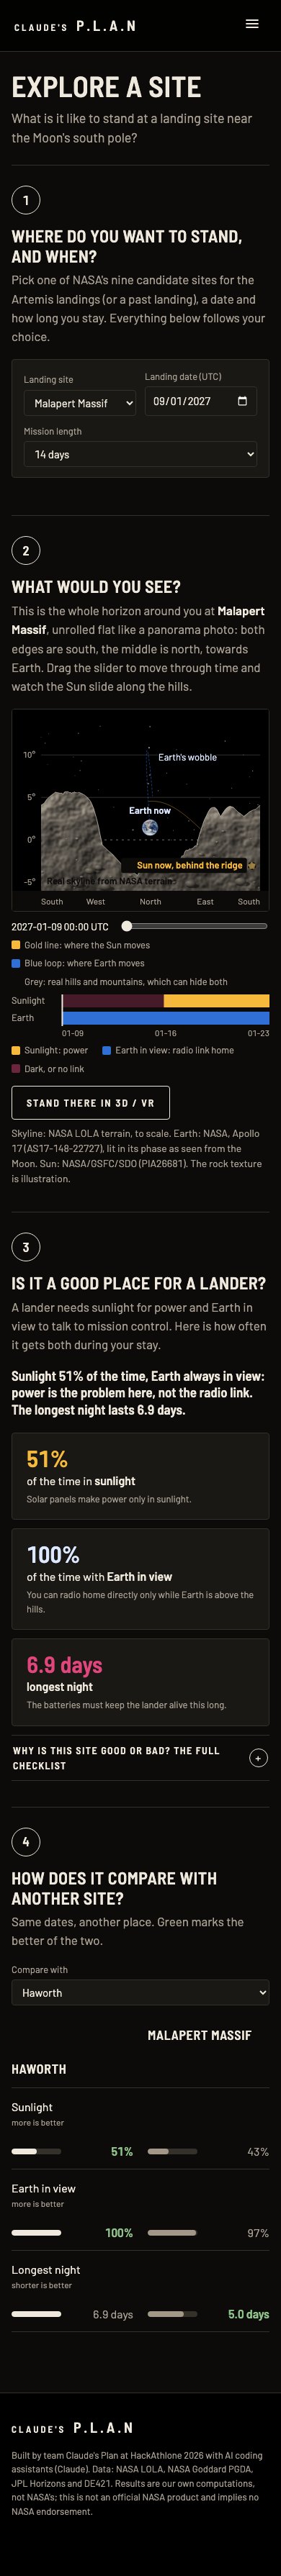 CLAUDE'S P.L.A.N
EXPLORE A SITE
What is it like to stand at a landing site near
the Moon's south pole?
1
WHERE DO YOU WANT TO STAND,
AND WHEN?
Pick one of NASA's nine candidate sites for the
Artemis landings (or a past landing), a date and
how long you stay. Everything below follows your
choice.
Landing site
Landing date (UTC)
Malapert Massif
09/01/2027
Mission length
14 days
2
WHAT WOULD YOU SEE?
This is the whole horizon around you at Malapert
Massif, unrolled flat like a panorama photo: both
edges are south, the middle is north, towards
Earth. Drag the slider to move through time and
watch the Sun slide along the hills.
10°
Earth's wobble
5°
Earth now
0°
Sun now, behind the ridge
-5°
Real skyline from NASA terrain
South West North East South
2027-01-09 00:00 UTC
Gold line: where the Sun moves
Blue loop: where Earth moves
Grey: real hills and mountains, which can hide both
Sunlight
Earth
01-09 01-16 01-23
Sunlight: power Earth in view: radio link home
Dark, or no link
STAND THERE IN 3D / VR
Skyline: NASA LOLA terrain, to scale. Earth: NASA, Apollo
17 (AS17-148-22727), lit in its phase as seen from the
Moon. Sun: NASA/GSFC/SDO (PIA26681). The rock texture
is illustration.
3
IS IT A GOOD PLACE FOR A LANDER?
A lander needs sunlight for power and Earth in
view to talk to mission control. Here is how often
it gets both during your stay.
Sunlight 51% of the time, Earth always in view:
power is the problem here, not the radio link.
The longest night lasts 6.9 days.
51%
of the time in sunlight
Solar panels make power only in sunlight.
100%
of the time with Earth in view
You can radio home directly only while Earth is above the
hills.
6.9 days
longest night
The batteries must keep the lander alive this long.
WHY IS THIS SITE GOOD OR BAD? THE FULL
CHECKLIST
+
4
HOW DOES IT COMPARE WITH
ANOTHER SITE?
Same dates, another place. Green marks the
better of the two.
Compare with
Haworth
MALAPERT MASSIF
HAWORTH
Sunlight
more is better
51% 43%
Earth in view
more is better
100% 97%
Longest night
shorter is better
6.9 days 5.0 days
CLAUDE'S P.L.A.N
Built by team Claude's Plan at HackAthlone 2026 with AI coding
assistants (Claude). Data: NASA LOLA, NASA Goddard PGDA,
JPL Horizons and DE421. Results are our own computations,
not NASA's; this is not an official NASA product and implies no
NASA endorsement.